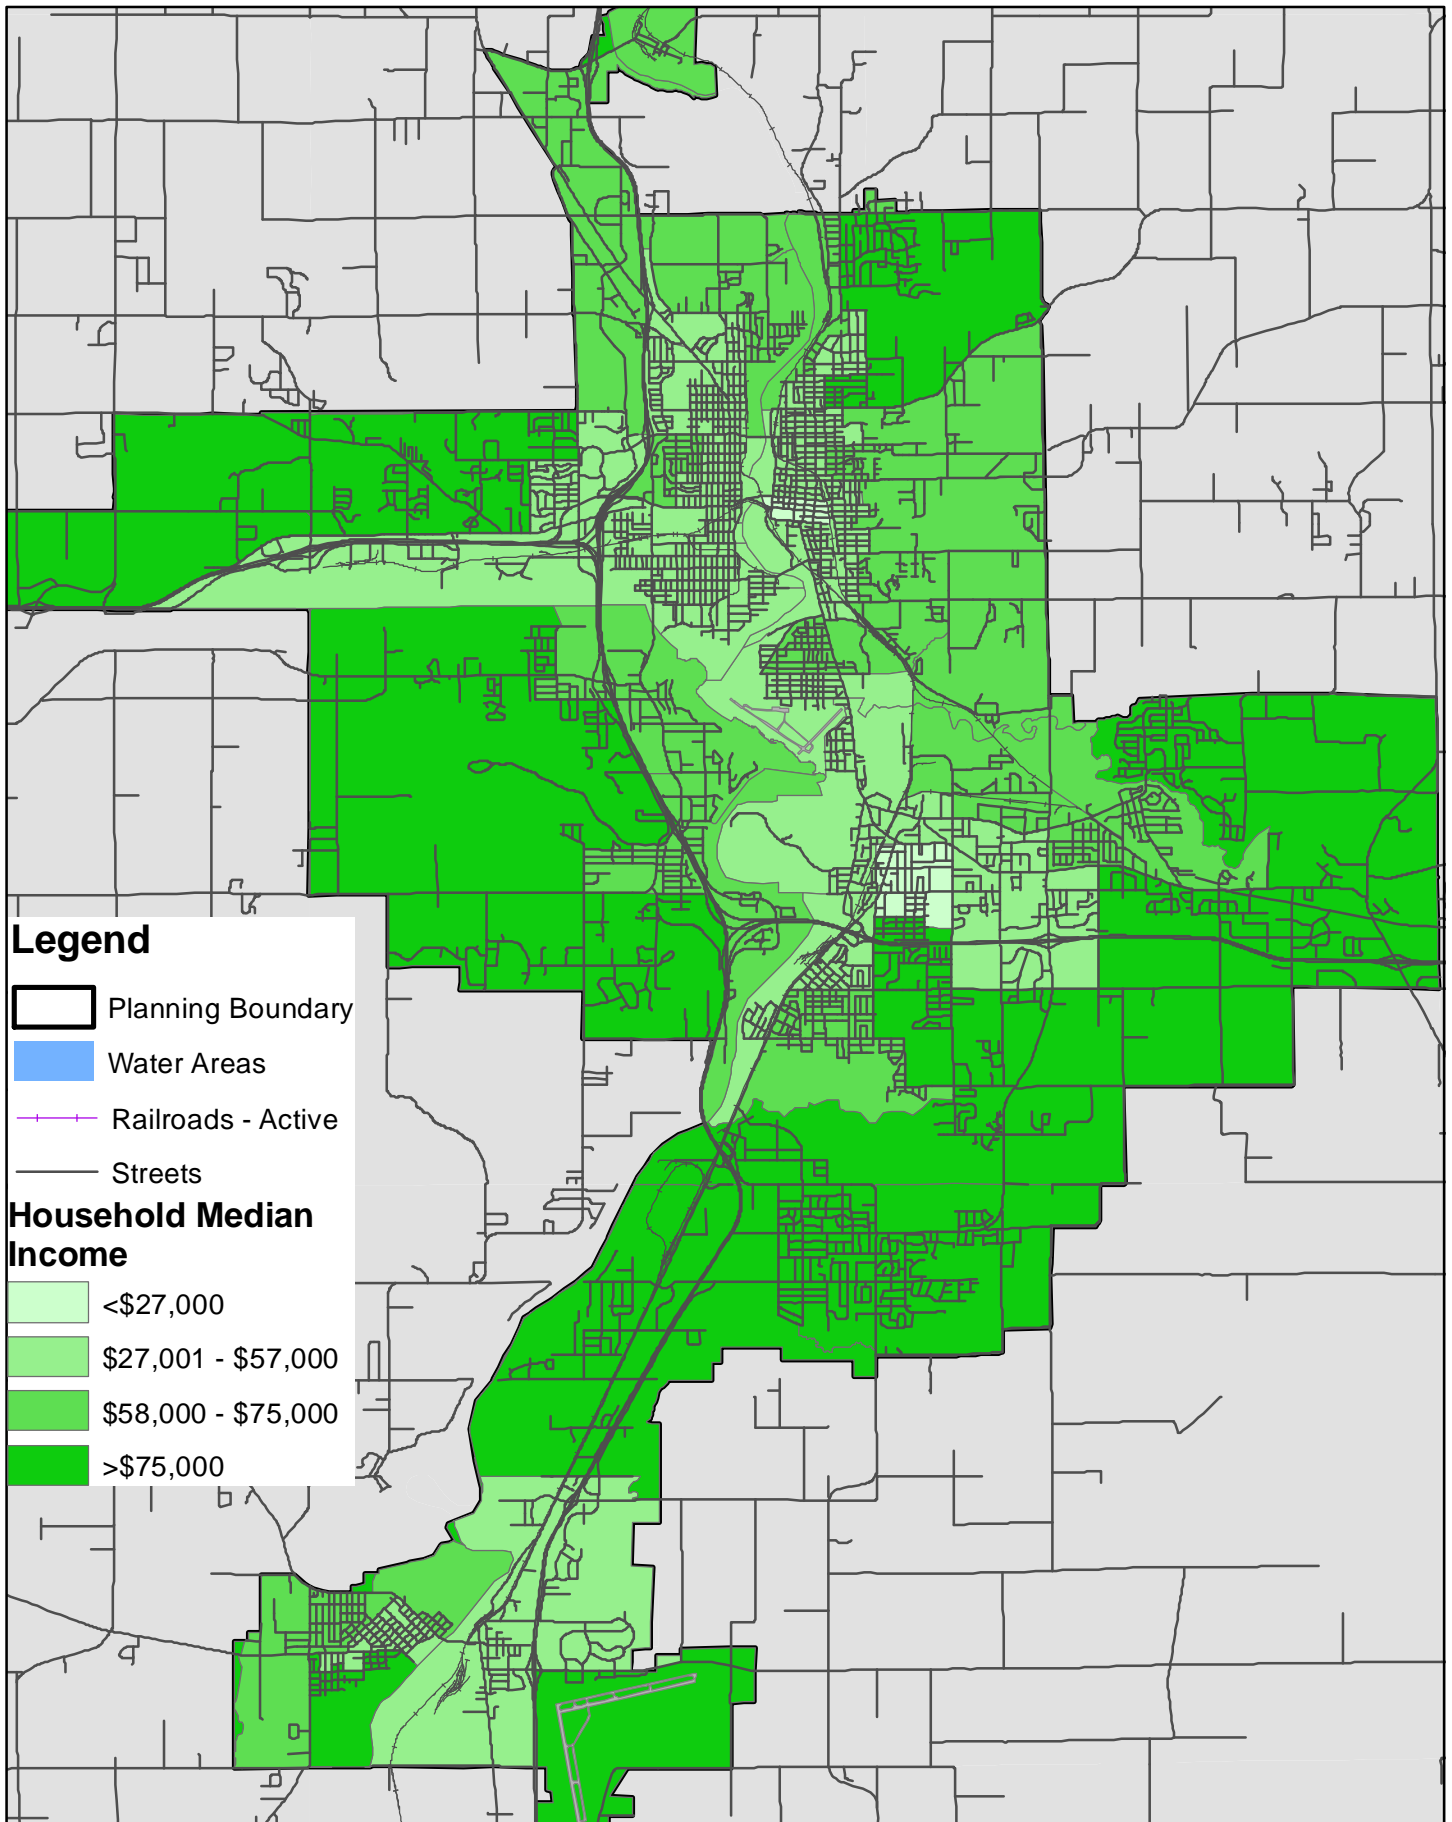 Legend
Planning Boundary
Water Areas
Railroads - Active
Streets
Household Median
Income
<$27,000
$27,001 - $57,000
$58,000 - $75,000
>$75,000